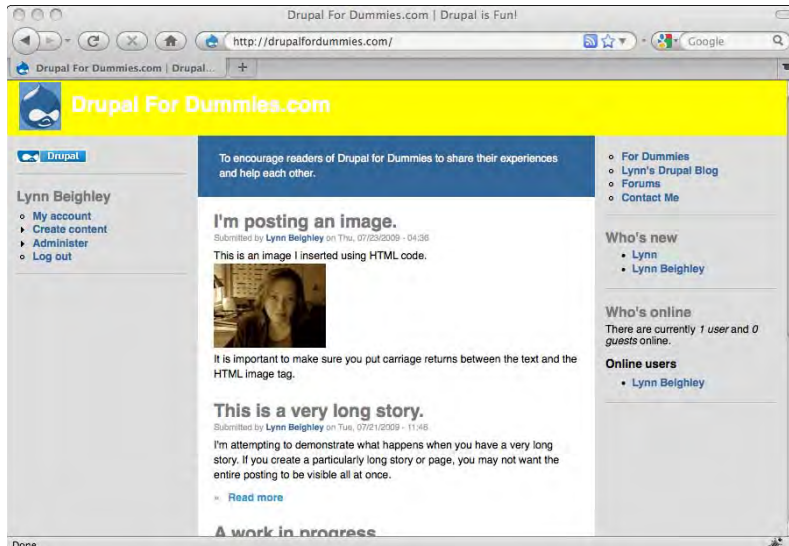 Drupal For Dummies.com | Drupal is Fun!
http://drupalfordummies.com/
Google
Drupal For Dummies.com | Drupal...
Drupal For Dummies.com
Drupal
Lynn Beighley
My account
Create content
Administer
Log out
To encourage readers of Drupal for Dummies to share their experiences
and help each other.
I'm posting an image.
Submitted by Lynn Beighley on Thu, 07/23/2009 - 04:36
This is an image I inserted using HTML code.
It is important to make sure you put carriage returns between the text and the
HTML image tag.
This is a very long story.
Submitted by Lynn Beighley on Tue, 07/21/2009 - 11:46
I'm attempting to demonstrate what happens when you have a very long
story. If you create a particularly long story or page, you may not want the
entire posting to be visible all at once.
» Read more
A work in progress
For Dummies
Lynn's Drupal Blog
Forums
Contact Me
Who's new
Lynn
Lynn Beighley
Who's online
There are currently 1 user and 0
guests online.
Online users
Lynn Beighley
Done